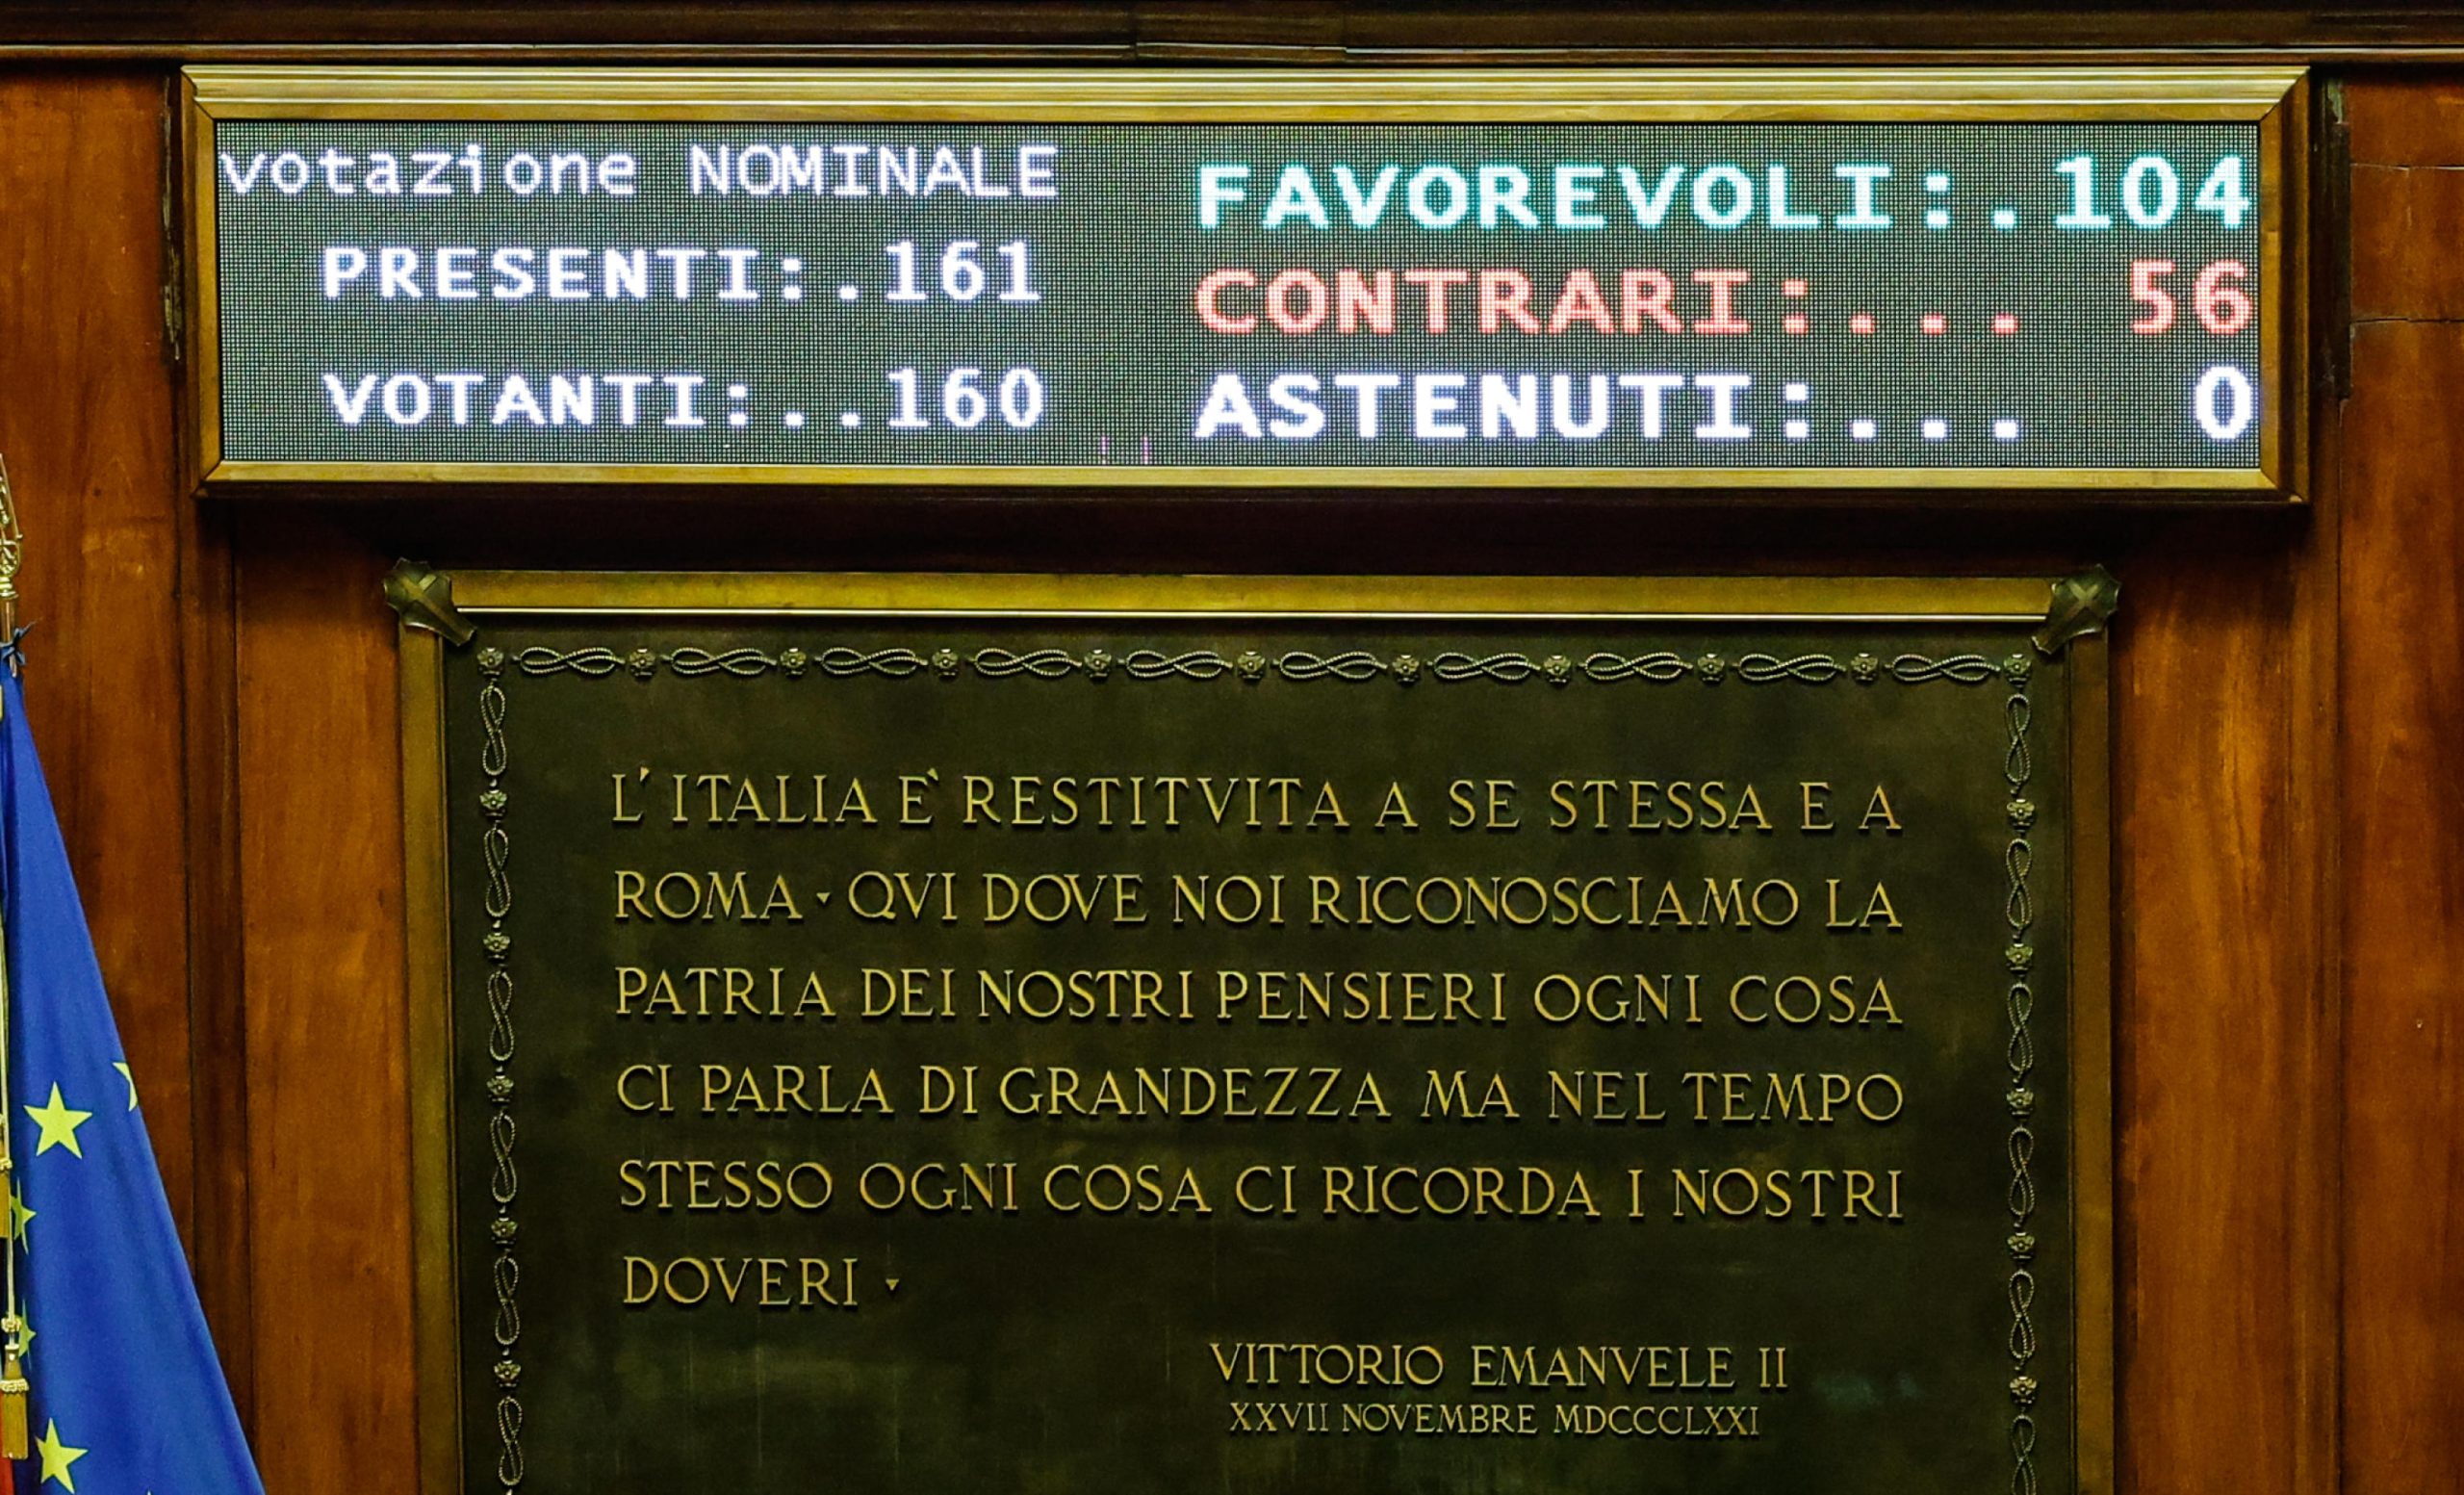 votazione NOMINALE
PRESENTI:.161
VOTANTI:..160
FAVOREVOLI:.104
CONTRARI:... 56
ASTENUTI:... 0
L' ITALIA E` RESTITVITA A SE STESSA E A
ROMA · QVI DOVE NOI RICONOSCIAMO LA
PATRIA DEI NOSTRI PENSIERI OGNI COSA
CI PARLA DI GRANDEZZA MA NEL TEMPO
STESSO OGNI COSA CI RICORDA I NOSTRI
DOVERI ·
VITTORIO EMANVELE II
XXVII NOVEMBRE MDCCCLXXI